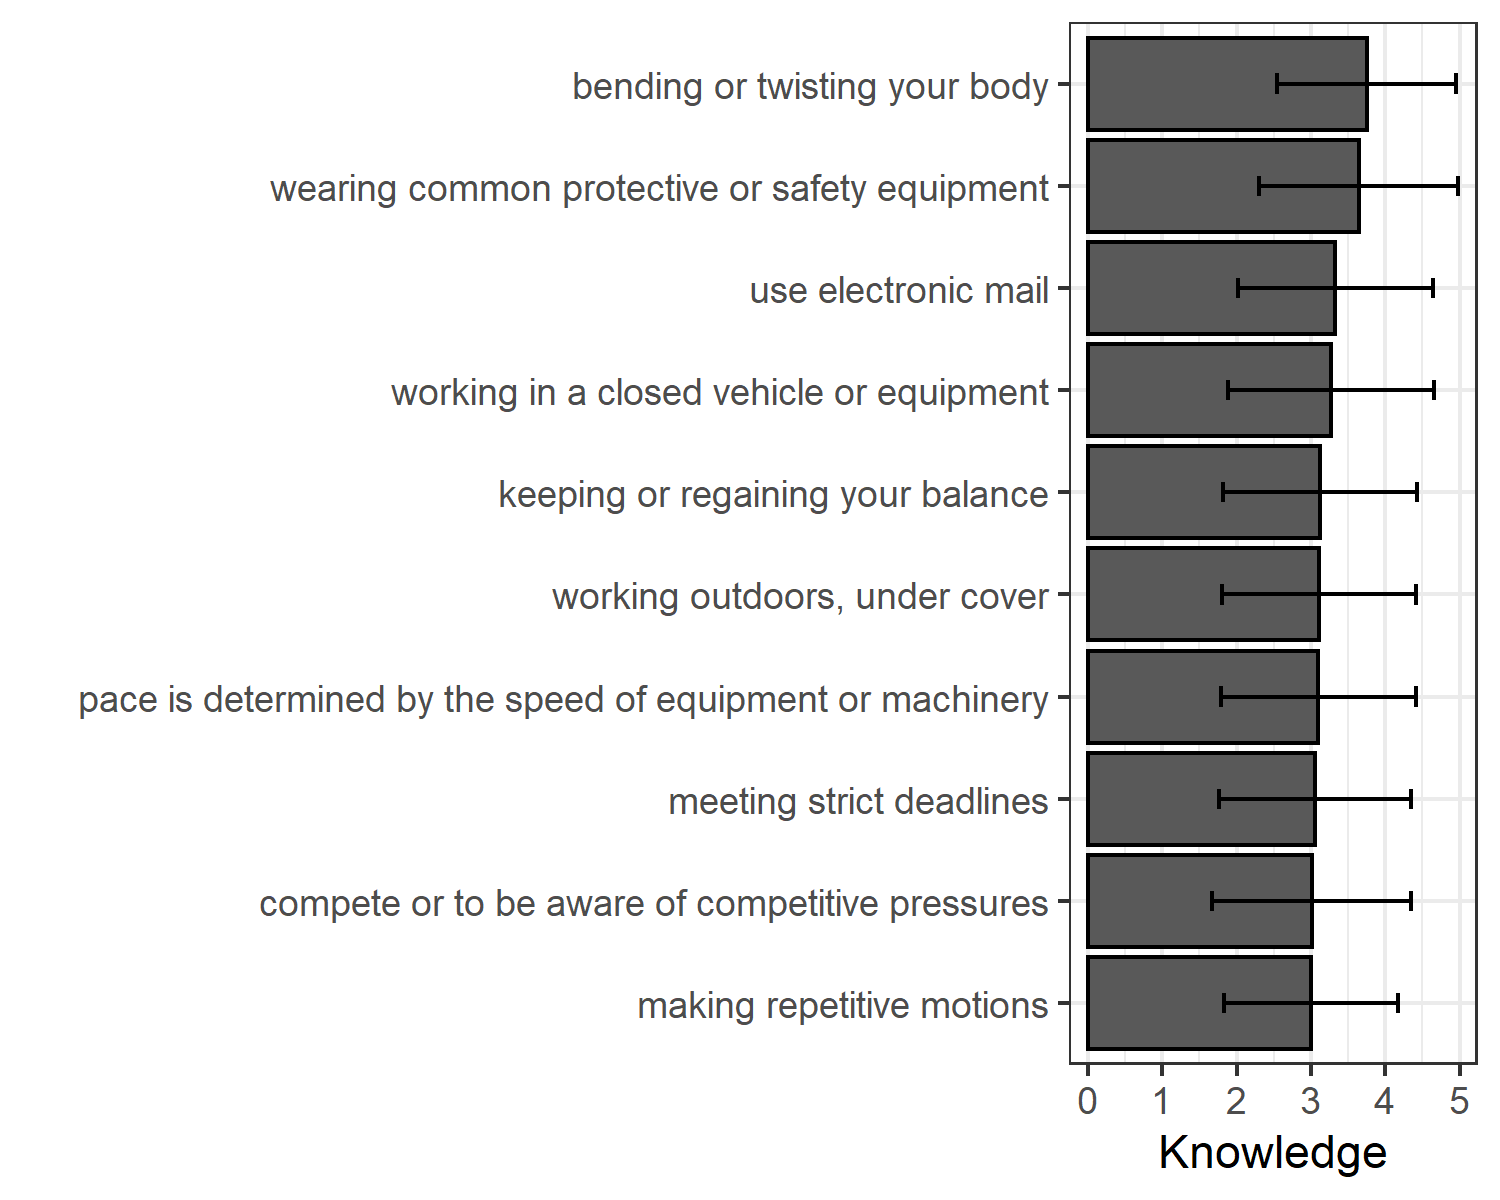 bending or twisting your body
wearing common protective or safety equipment
use electronic mail
working in a closed vehicle or equipment
keeping or regaining your balance
working outdoors, under cover
pace is determined by the speed of equipment or machinery
meeting strict deadlines
compete or to be aware of competitive pressures
making repetitive motions
0 1 2 3 4 5
Knowledge